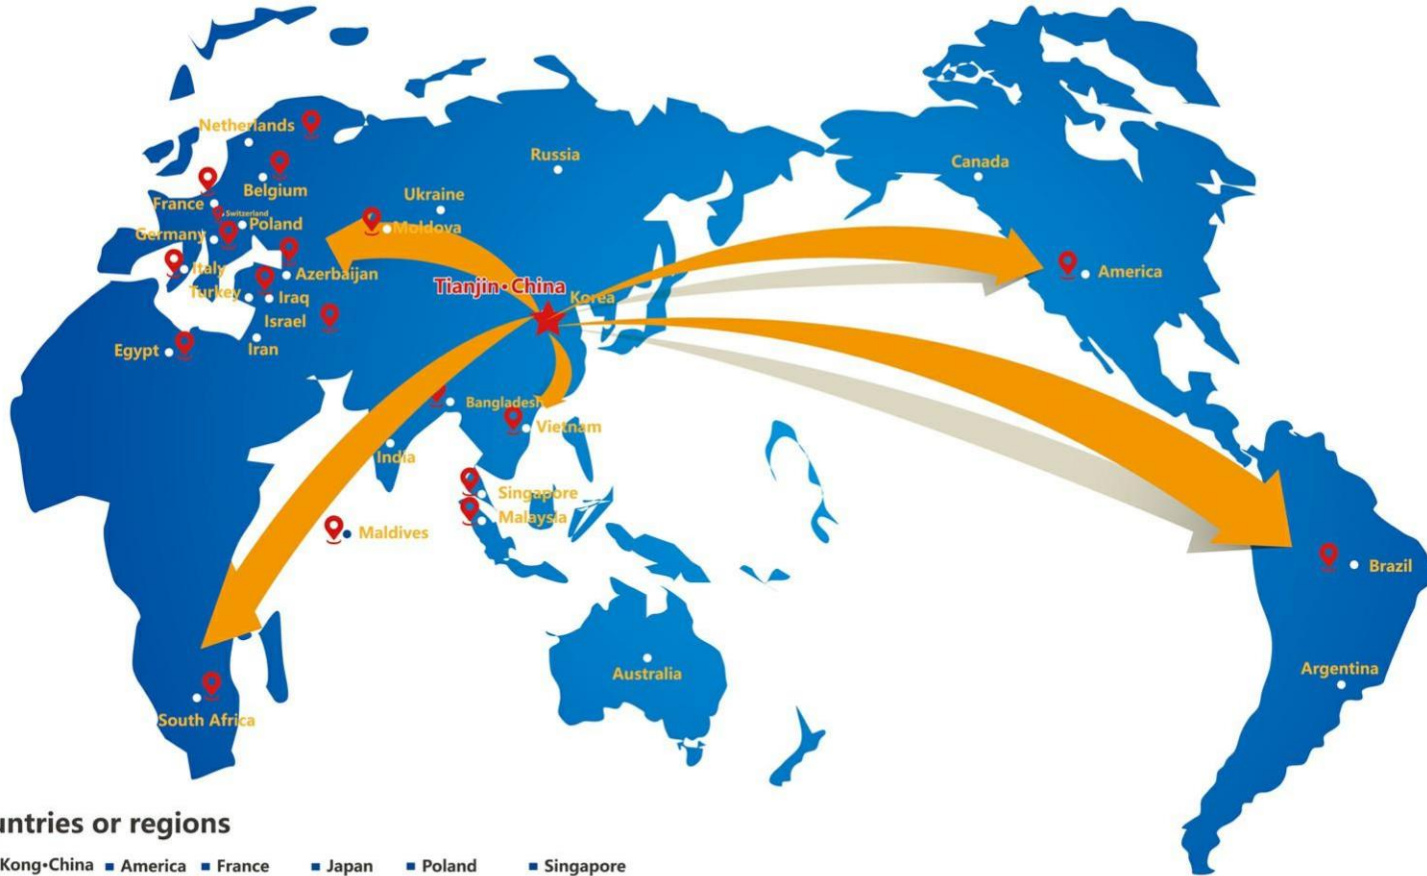 Netherlands
Russia
Canada
Belgium
Ukraine
France
Switzerland
Poland
Moldova
Germany
Italy
Azerbaijan
America
Tianjin•China
Turkey
Iraq
Korea
Israel
Egypt
Iran
Bangladesh
Vietnam
India
Singapore
Malaysia
Maldives
Brazil
Australia
Argentina
South Africa
untries or regions
Kong•China ■ America ■ France ■ Japan ■ Poland ■ Singapore